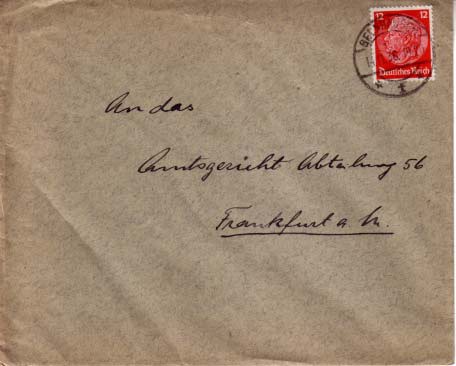 12 12
Deutsches Reich
An das
Amtsgericht Abteilung 56
Frankfurt a. M.